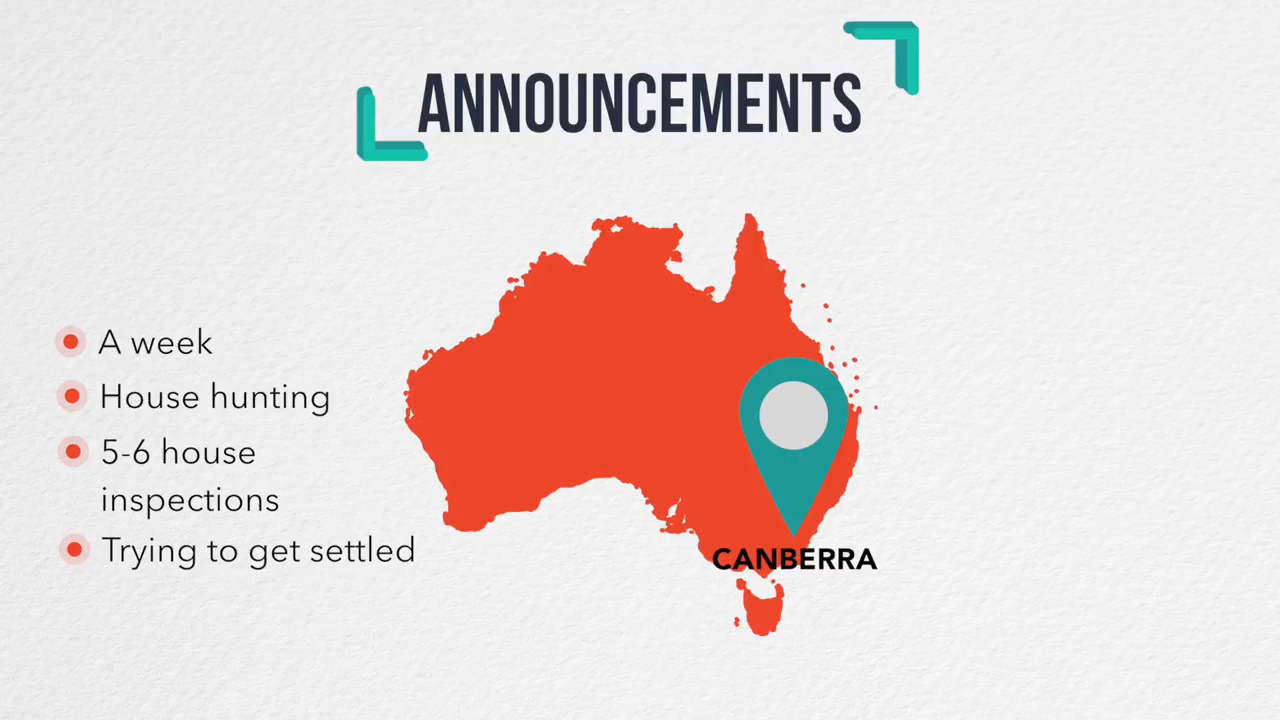 ANNOUNCEMENTS
A week
House hunting
5-6 house
inspections
Trying to get settled
CANBERRA